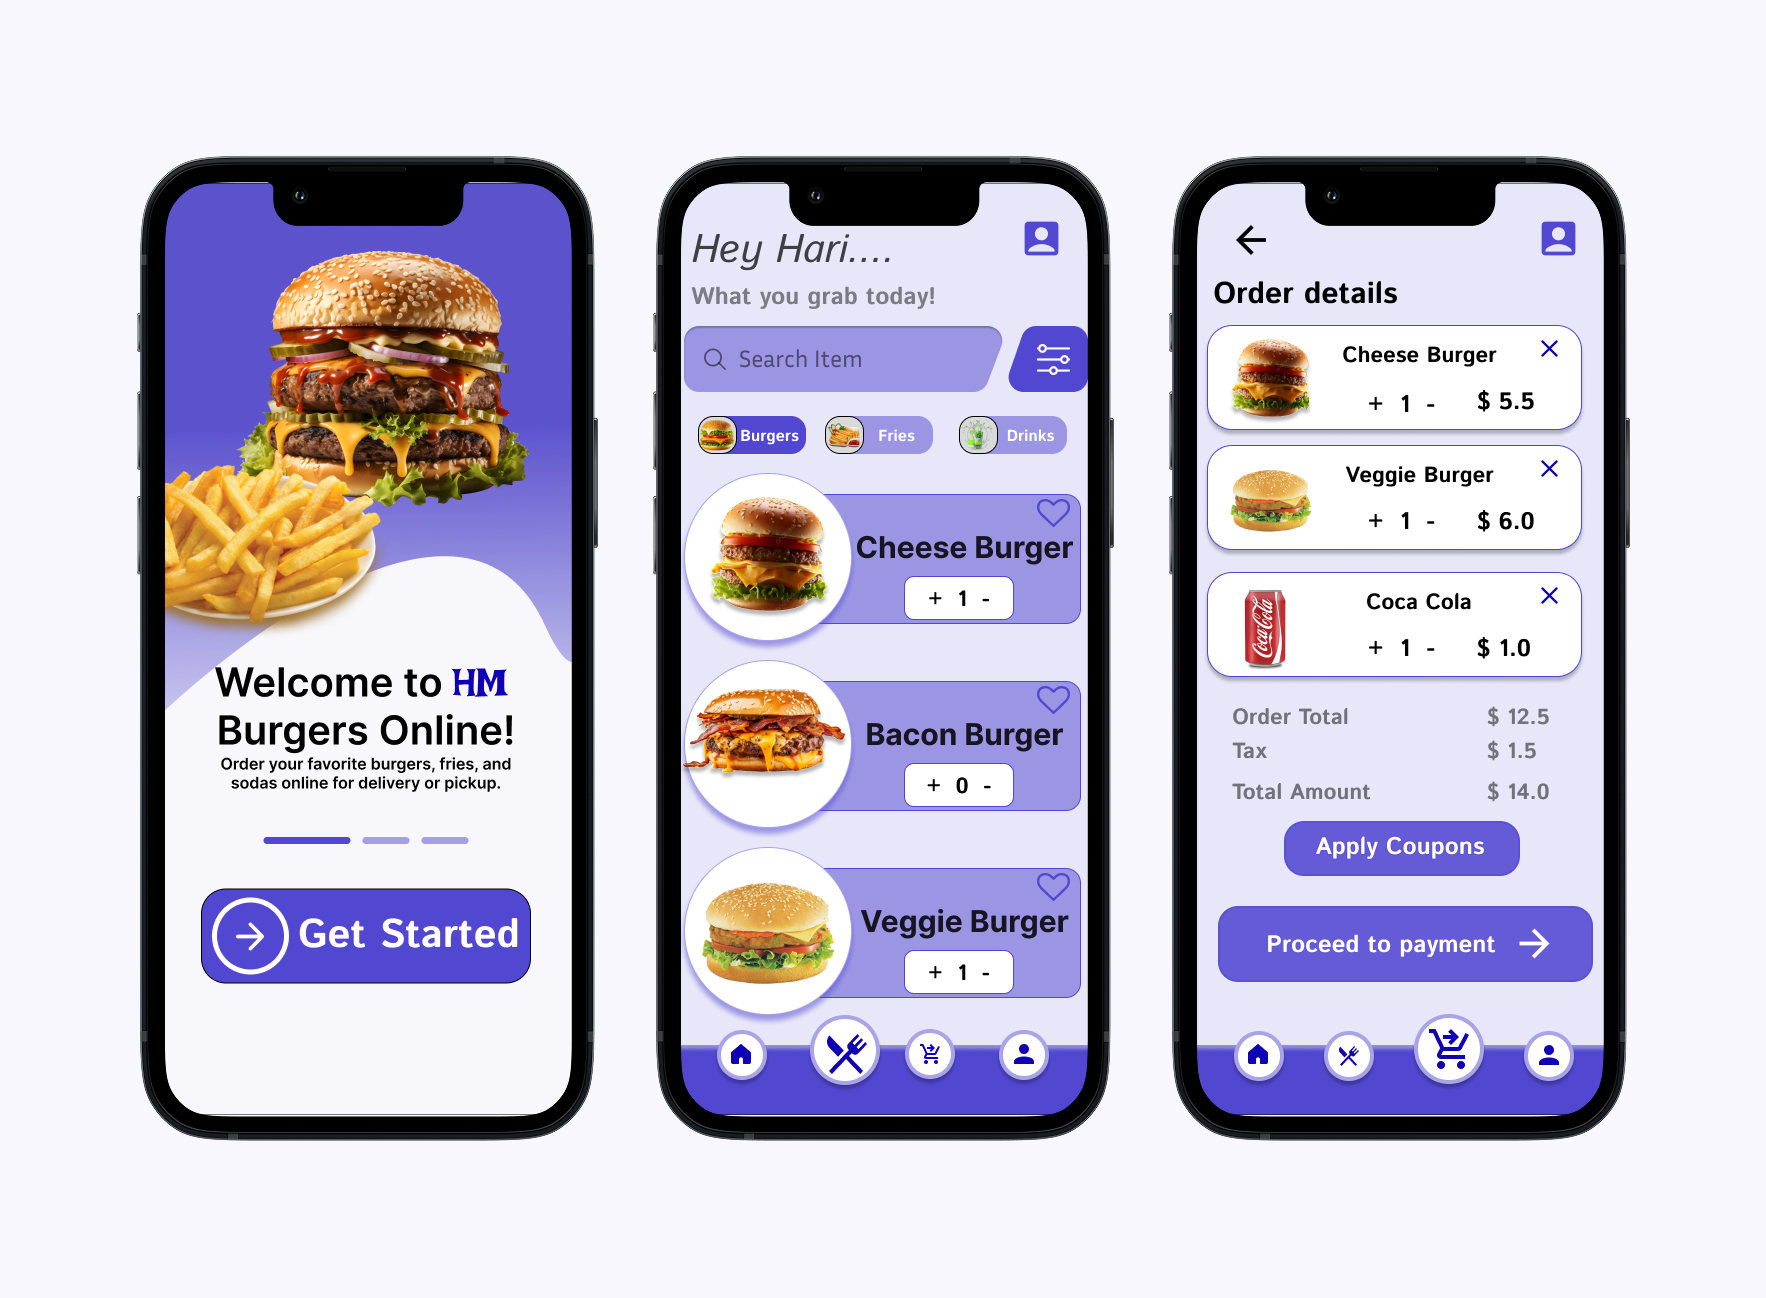 Welcome to HM
Burgers Online!
Order your favorite burgers, fries, and
sodas online for delivery or pickup.
Get Started
Hey Hari....
What you grab today!
Search Item
Burgers
Fries
Drinks
Cheese Burger
+ 1 -
Bacon Burger
+ 0 -
Veggie Burger
+ 1 -
Order details
Cheese Burger
+ 1 - $ 5.5
Veggie Burger
+ 1 - $ 6.0
Coca Cola
Coca-Cola
+ 1 - $ 1.0
Order Total $ 12.5
Tax $ 1.5
Total Amount $ 14.0
Apply Coupons
Proceed to payment